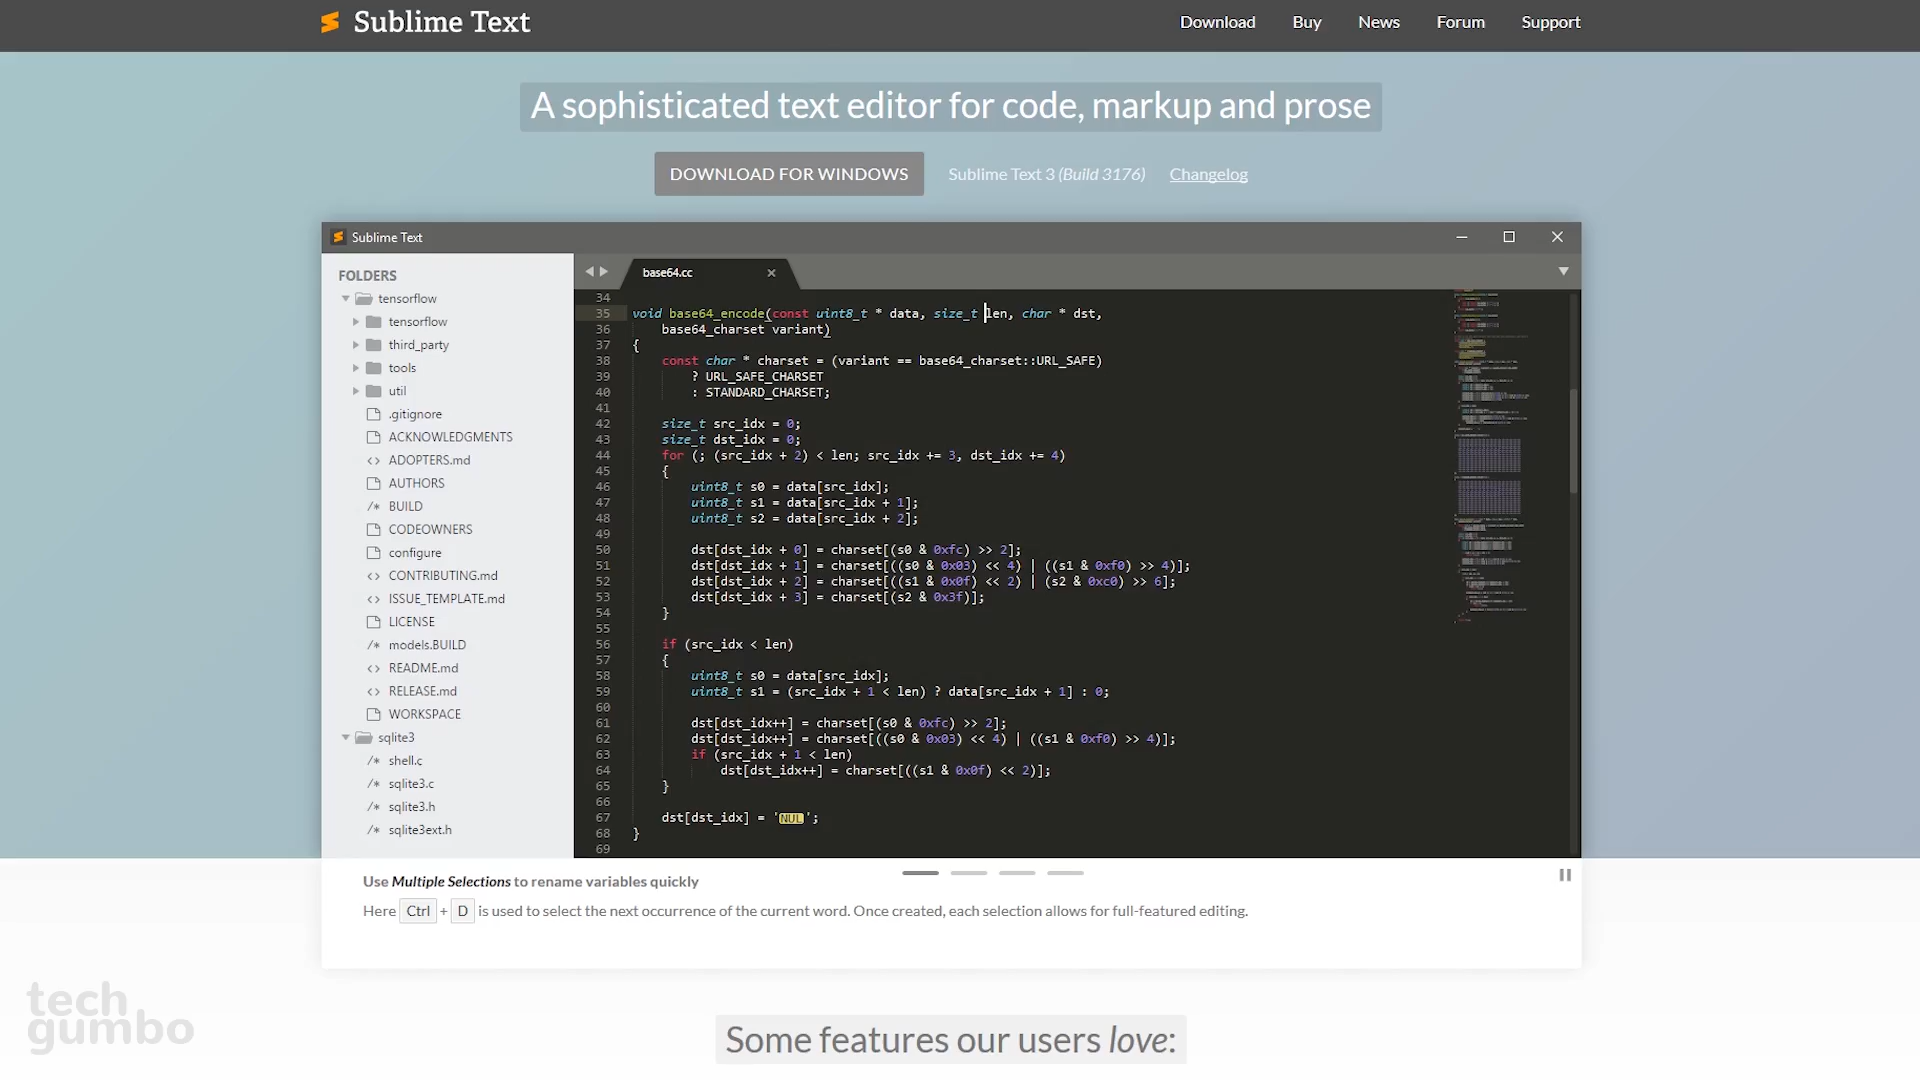 Sublime Text
Download
Buy
News
Forum
Support
A sophisticated text editor for code, markup and prose
DOWNLOAD FOR WINDOWS
Sublime Text 3 (Build 3176)
Changelog
Sublime Text
FOLDERS
tensorflow
tensorflow
third_party
tools
util
.gitignore
ACKNOWLEDGMENTS
<> ADOPTERS.md
AUTHORS
/* BUILD
CODEOWNERS
configure
<> CONTRIBUTING.md
<> ISSUE_TEMPLATE.md
LICENSE
/* models.BUILD
<> README.md
<> RELEASE.md
WORKSPACE
sqlite3
/* shell.c
/* sqlite3.c
/* sqlite3.h
/* sqlite3ext.h
base64.cc
34
35 void base64_encode(const uint8_t * data, size_t len, char * dst,
36 base64_charset variant)
37 {
38 const char * charset = (variant == base64_charset::URL_SAFE)
39 ? URL_SAFE_CHARSET
40 : STANDARD_CHARSET;
41
42 size_t src_idx = 0;
43 size_t dst_idx = 0;
44 for (; (src_idx + 2) < len; src_idx += 3, dst_idx += 4)
45 {
46 uint8_t s0 = data[src_idx];
47 uint8_t s1 = data[src_idx + 1];
48 uint8_t s2 = data[src_idx + 2];
49
50 dst[dst_idx + 0] = charset[(s0 & 0xfc) >> 2];
51 dst[dst_idx + 1] = charset[((s0 & 0x03) << 4) | ((s1 & 0xf0) >> 4)];
52 dst[dst_idx + 2] = charset[((s1 & 0x0f) << 2) | (s2 & 0xc0) >> 6];
53 dst[dst_idx + 3] = charset[(s2 & 0x3f)];
54 }
55
56 if (src_idx < len)
57 {
58 uint8_t s0 = data[src_idx];
59 uint8_t s1 = (src_idx + 1 < len) ? data[src_idx + 1] : 0;
60
61 dst[dst_idx++] = charset[(s0 & 0xfc) >> 2];
62 dst[dst_idx++] = charset[((s0 & 0x03) << 4) | ((s1 & 0xf0) >> 4)];
63 if (src_idx + 1 < len)
64 dst[dst_idx++] = charset[((s1 & 0x0f) << 2)];
65 }
66
67 dst[dst_idx] = 'NUL';
68 }
69
Use Multiple Selections to rename variables quickly
Here Ctrl + D is used to select the next occurrence of the current word. Once created, each selection allows for full-featured editing.
tech
gumbo
Some features our users love: